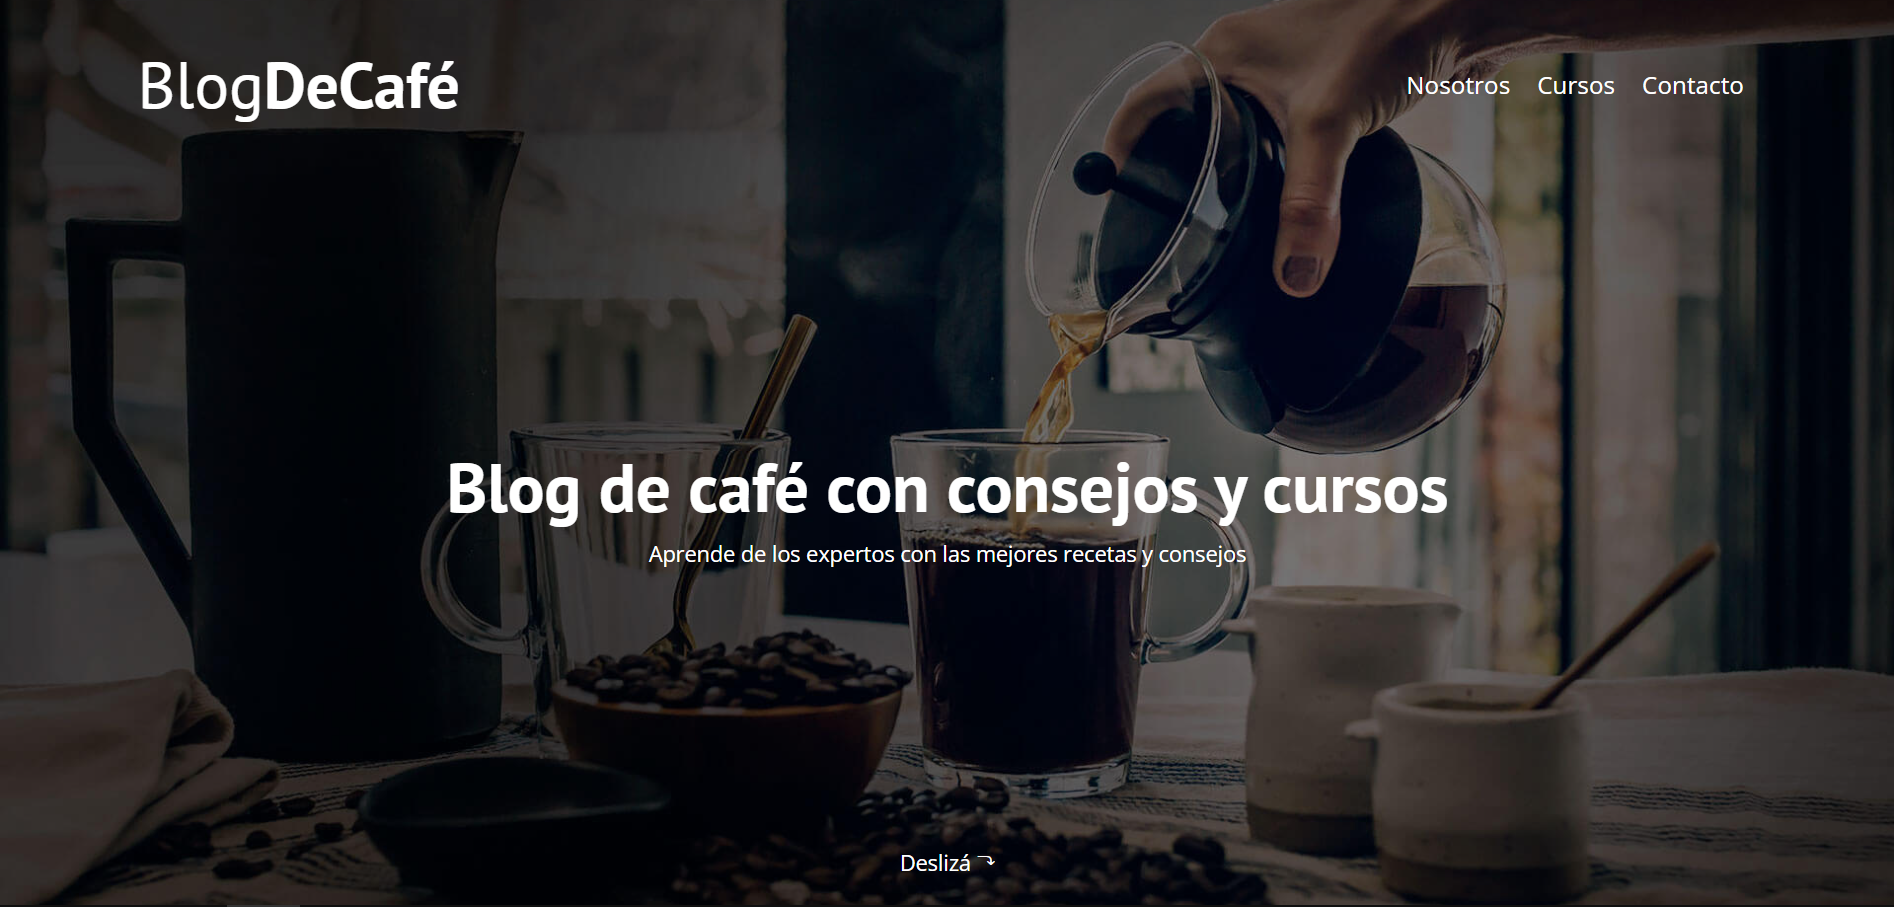 BlogDeCafé
Nosotros Cursos Contacto
Blog de café con consejos y cursos
Aprende de los expertos con las mejores recetas y consejos
Deslizá ⤵